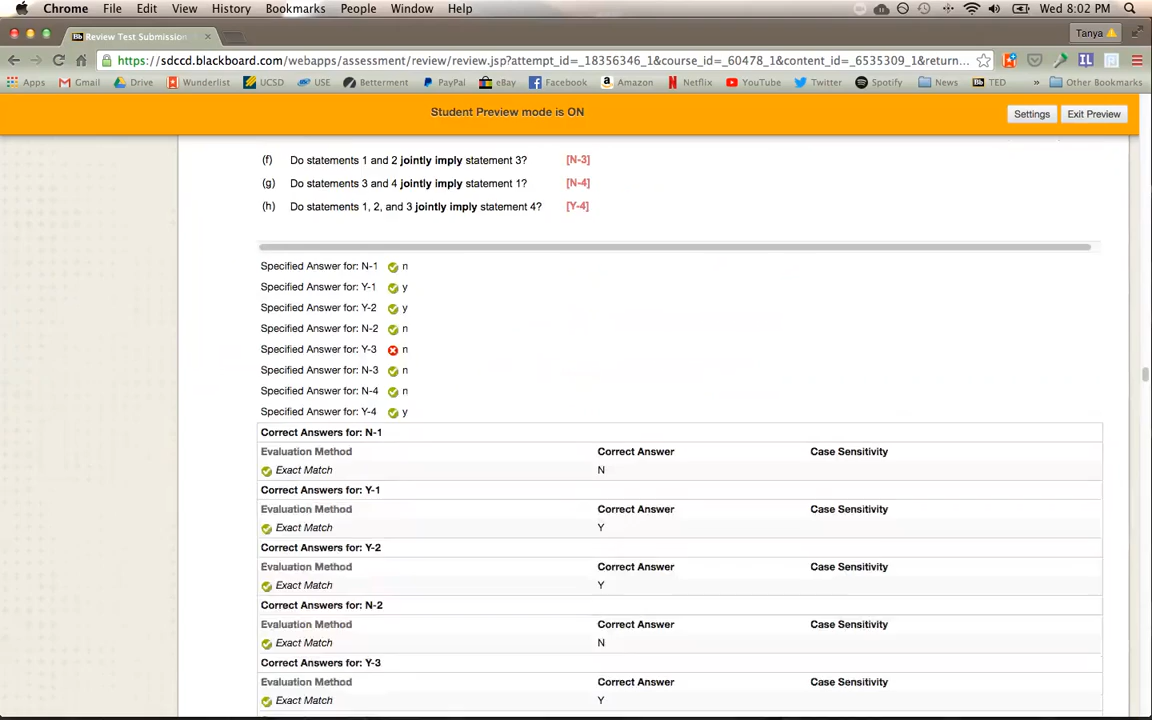 Chrome File Edit View History Bookmarks People Window Help Wed 8:02 PM
Bb Review Test Submission × Tanya
https://sdccd.blackboard.com/webapps/assessment/review/review.jsp?attempt_id=_18356346_1&course_id=_60478_1&content_id=_6535309_1&return...
Apps Gmail Drive Wunderlist UCSD USE Betterment PayPal eBay Facebook Amazon Netflix YouTube Twitter Spotify News TED » Other Bookmarks
Student Preview mode is ON Settings Exit Preview
(f) Do statements 1 and 2 jointly imply statement 3? [N-3]
(g) Do statements 3 and 4 jointly imply statement 1? [N-4]
(h) Do statements 1, 2, and 3 jointly imply statement 4? [Y-4]
Specified Answer for: N-1 n
Specified Answer for: Y-1 y
Specified Answer for: Y-2 y
Specified Answer for: N-2 n
Specified Answer for: Y-3 n
Specified Answer for: N-3 n
Specified Answer for: N-4 n
Specified Answer for: Y-4 y
Correct Answers for: N-1
Evaluation Method Correct Answer Case Sensitivity
Exact Match N
Correct Answers for: Y-1
Evaluation Method Correct Answer Case Sensitivity
Exact Match Y
Correct Answers for: Y-2
Evaluation Method Correct Answer Case Sensitivity
Exact Match Y
Correct Answers for: N-2
Evaluation Method Correct Answer Case Sensitivity
Exact Match N
Correct Answers for: Y-3
Evaluation Method Correct Answer Case Sensitivity
Exact Match Y